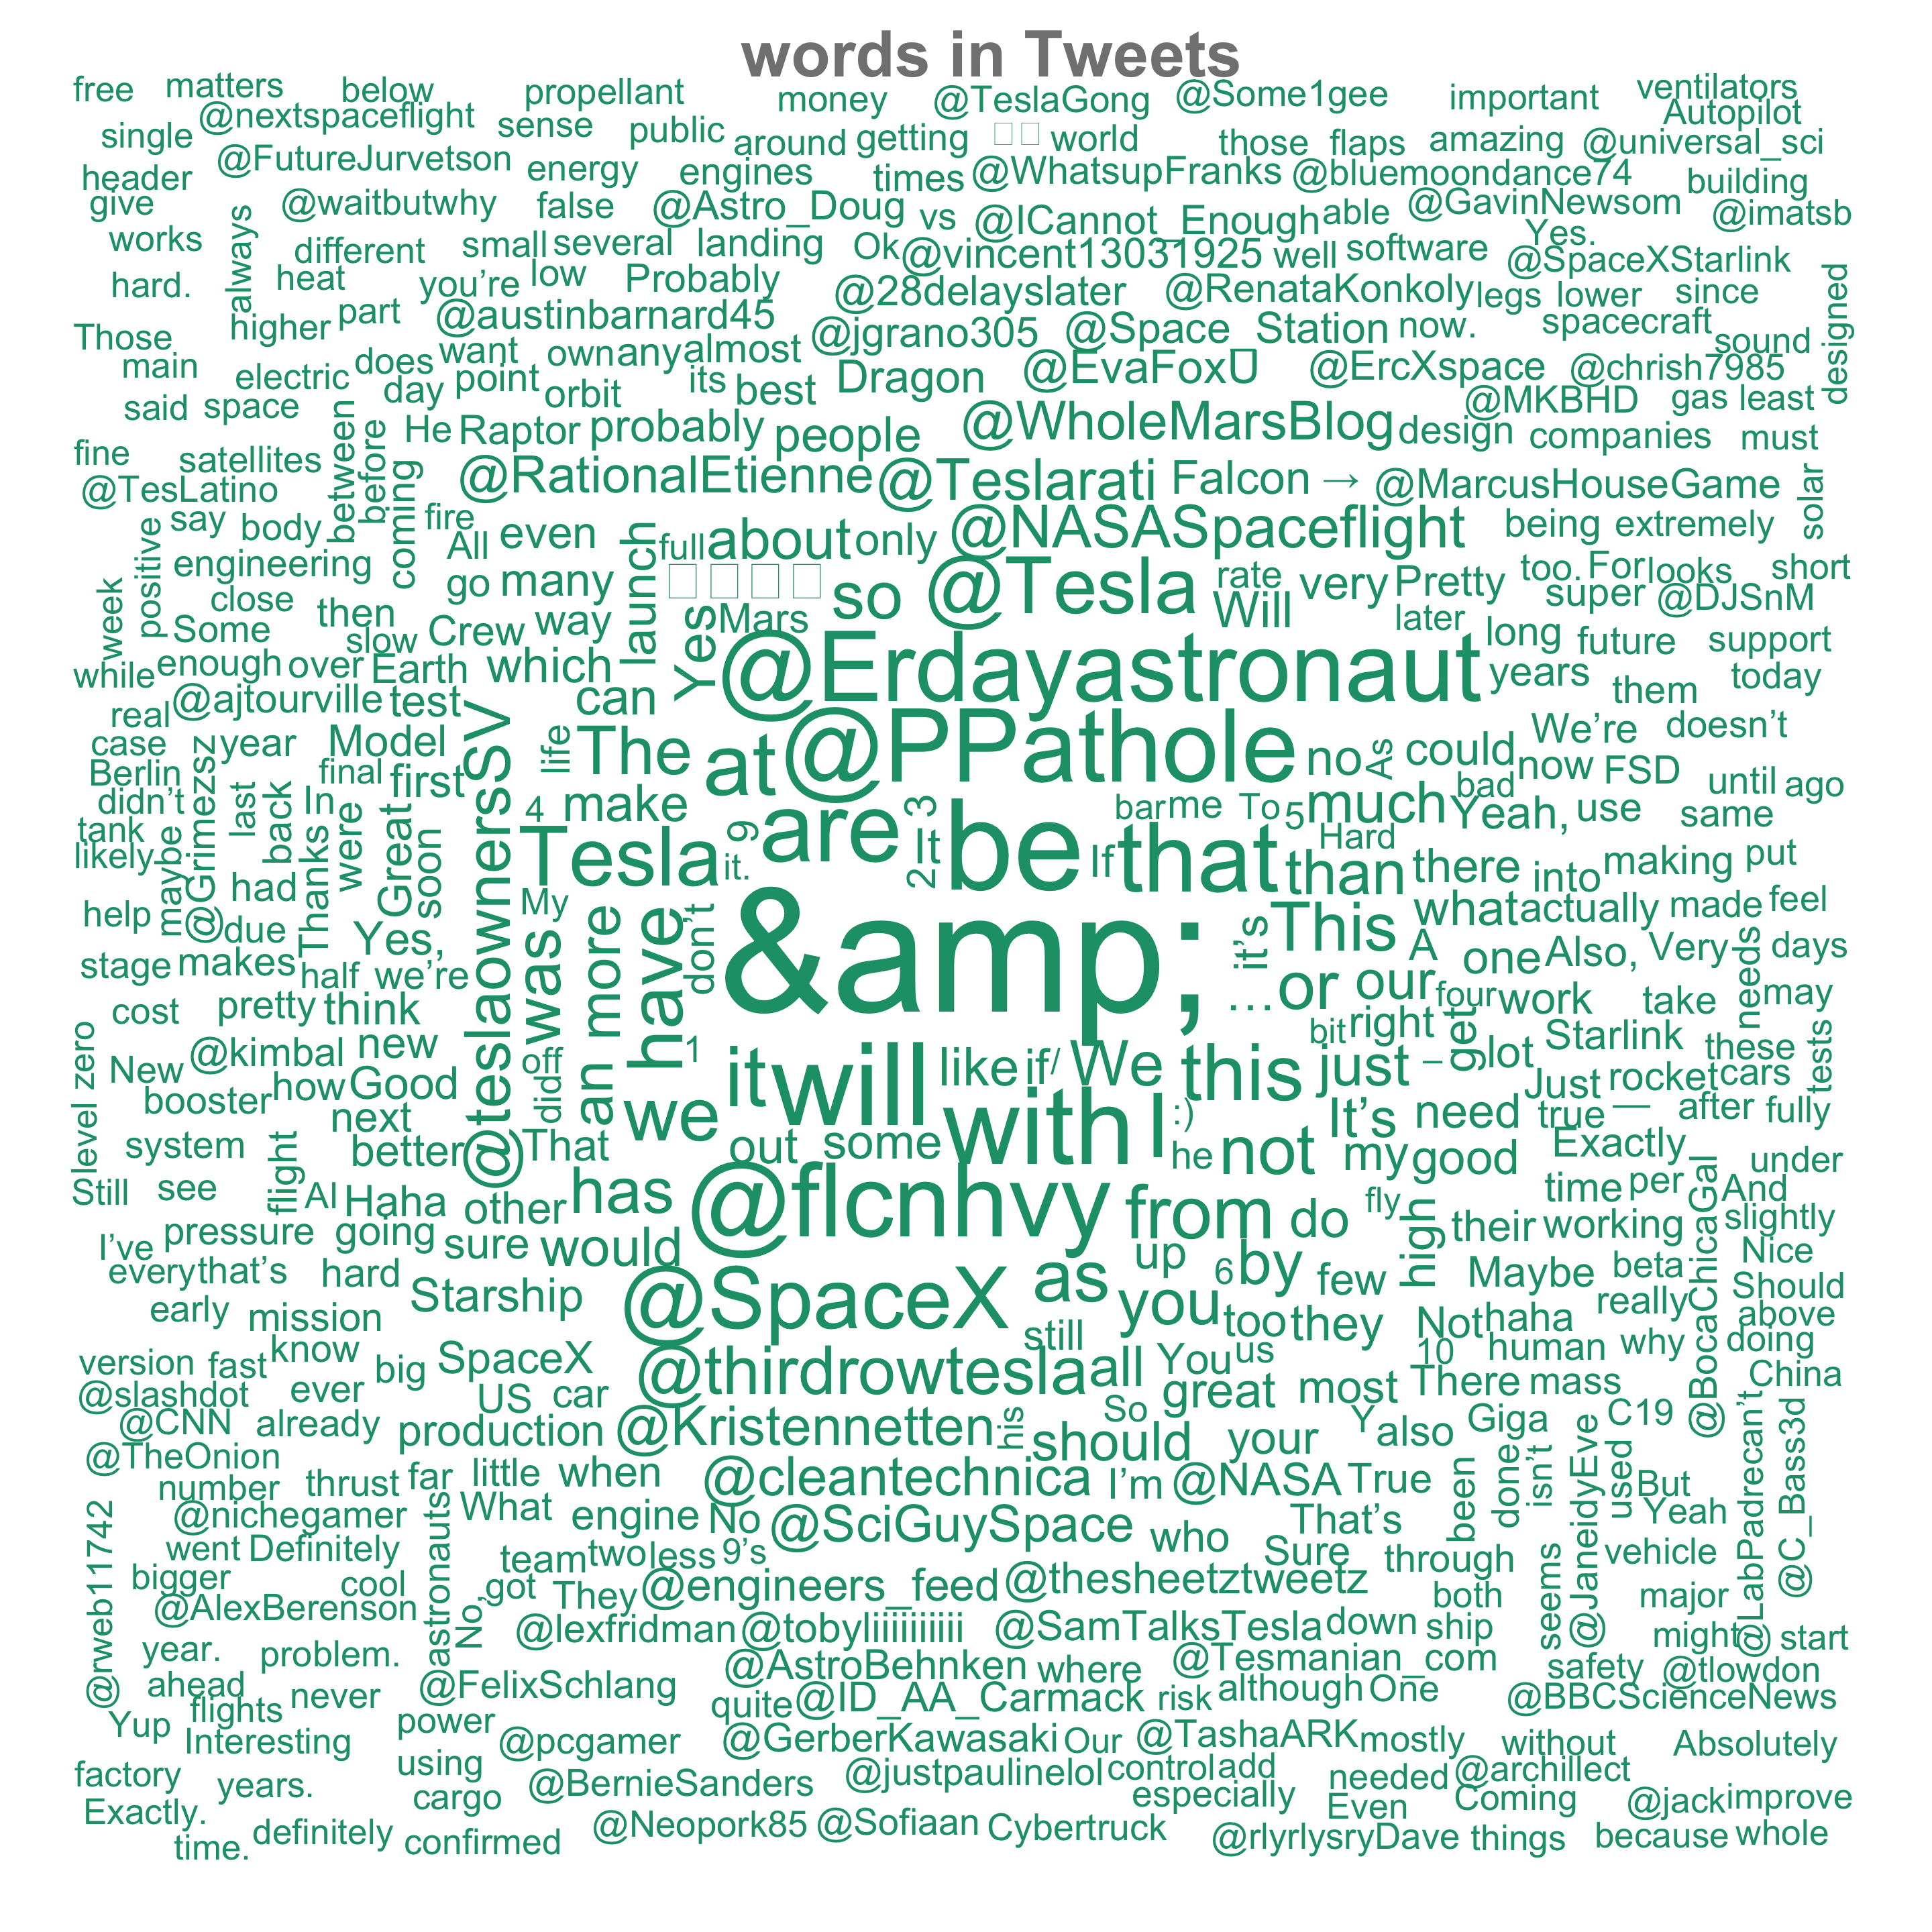 words in Tweets
free matters below propellant money @TeslaGong @Some1gee important ventilators
single @nextspaceflight sense public around getting world those flaps amazing @universal_sci Autopilot
header @FutureJurvetson energy engines times @WhatsupFranks @bluemoondance74 building
give @waitbutwhy false @Astro_Doug vs @ICannot_Enough able @GavinNewsom @imatsb
works always different small several landing Ok @vincent13031925 well software Yes. @SpaceXStarlink
hard. heat you’re low Probably @28delayslater @RenataKonkoly legs lower since designed
Those higher part @austinbarnard45 @jgrano305 @Space_Station now. spacecraft sound
main electric does want own any almost @EvaFoxU @ErcXspace @chrish7985
said space day point orbit its best Dragon @MKBHD gas least
between before He Raptor probably people @WholeMarsBlog design companies must
fine satellites coming @RationalEtienne @Teslarati Falcon → @MarcusHouseGame solar
@TesLatino say body fire
positive engineering All even launch full about only @NASASpaceflight being extremely
week close go many so @Tesla rate very Pretty too. For looks short
Some then slow Crew way Yes Mars Will later super @DJSnM
while enough over Earth which can @Erdayastronaut long future support
real @ajtourville test @teslaownersSV years them today
case @Grimezsz year Model life The at @PPathole no As could We’re doesn’t
Berlin last back In final first bad now FSD until ago
didn’t were Great soon 4 make 9 are 2 3 be bar me To 5 much Yeah, use same
tank maybe Thanks Tesla it. It If that Hard than there into making put
likely had My have don’t &amp; it’s This what actually made feel
help due Yes, was more A one Also, Very needs days
stage makes half we’re … or our four work take may
cost pretty think off 1 bit right get lot Starlink these tests
level zero New @kimbal new an it will like if/ We this just – Just rocket cars
booster how Good did we with I :) It’s need true — after fully
system next better That out some he not my good Exactly @BocaChicaGal under
Still see flight AI Haha other has @flcnhvy from do fly high time per And
I’ve pressure going sure would up their working slightly
every that’s hard Starship @SpaceX as 6 by few Maybe beta Nice Should
early mission you too they Not haha really above
version fast know big SpaceX still You us 10 human why doing China
@slashdot ever US car @thirdrowtesla all great most There mass
@CNN already production @Kristennetten his should So your Y also Giga C19 @LabPadre can’t @C_Bass3d
@TheOnion
number thrust far little when @cleantechnica I’m @NASA True been done isn’t @JaneidyEve used But
@rweb11742 @nichegamer astronauts What engine No @SciGuySpace who That’s Yeah
went Definitely team two less 9’s Sure through seems vehicle
bigger cool No, got They @engineers_feed @thesheetztweetz both major
@AlexBerenson @lexfridman @tobyliiiiiiiiii @SamTalksTesla down ship might start
year. problem. @AstroBehnken where @Tesmanian_com safety @tlowdon
ahead flights never @FelixSchlang quite @ID_AA_Carmack risk although One @BBCScienceNews
Yup Interesting power @pcgamer @GerberKawasaki Our @TashaARK mostly without Absolutely
factory years. using cargo @BernieSanders @justpaulinelol control add needed @archillect
Exactly. especially Even Coming @jack improve
time. definitely confirmed @Neopork85 @Sofiaan Cybertruck @rlyrlysryDave things because whole